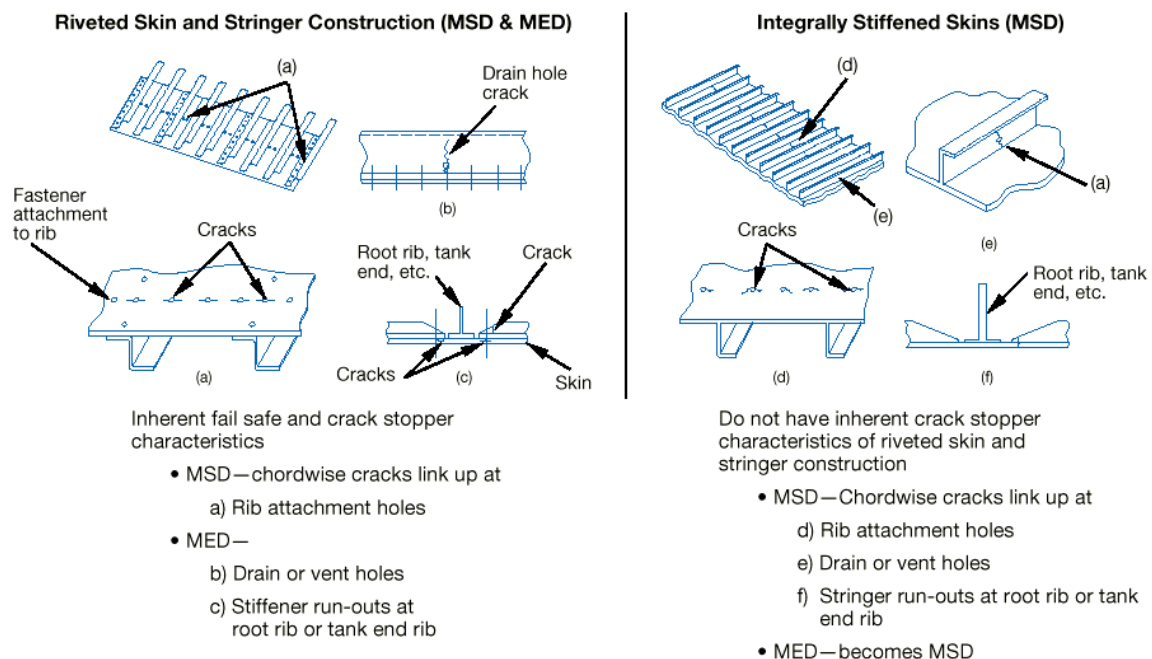 Riveted Skin and Stringer Construction (MSD & MED)
(a)
Drain hole
crack
(b)
Fastener
attachment
to rib
Cracks
(a)
Root rib, tank
end, etc.
Crack
Cracks
(c)
Skin
Inherent fail safe and crack stopper
characteristics
• MSD—chordwise cracks link up at
a) Rib attachment holes
• MED—
b) Drain or vent holes
c) Stiffener run-outs at
root rib or tank end rib
Integrally Stiffened Skins (MSD)
(d)
(e)
(a)
(e)
Cracks
(d)
Root rib, tank
end, etc.
(f)
Do not have inherent crack stopper
characteristics of riveted skin and
stringer construction
• MSD—Chordwise cracks link up at
d) Rib attachment holes
e) Drain or vent holes
f) Stringer run-outs at root rib or tank
end rib
• MED—becomes MSD